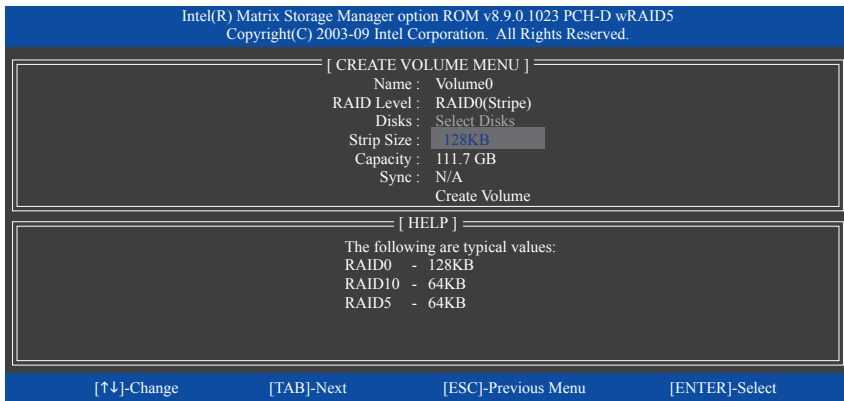 Intel(R) Matrix Storage Manager option ROM v8.9.0.1023 PCH-D wRAID5
Copyright(C) 2003-09 Intel Corporation. All Rights Reserved.
[ CREATE VOLUME MENU ]
Name : Volume0
RAID Level : RAID0(Stripe)
Disks : Select Disks
Strip Size : 128KB
Capacity : 111.7 GB
Sync : N/A
Create Volume
[ HELP ]
The following are typical values:
RAID0 - 128KB
RAID10 - 64KB
RAID5 - 64KB
[↑↓]-Change [TAB]-Next [ESC]-Previous Menu [ENTER]-Select